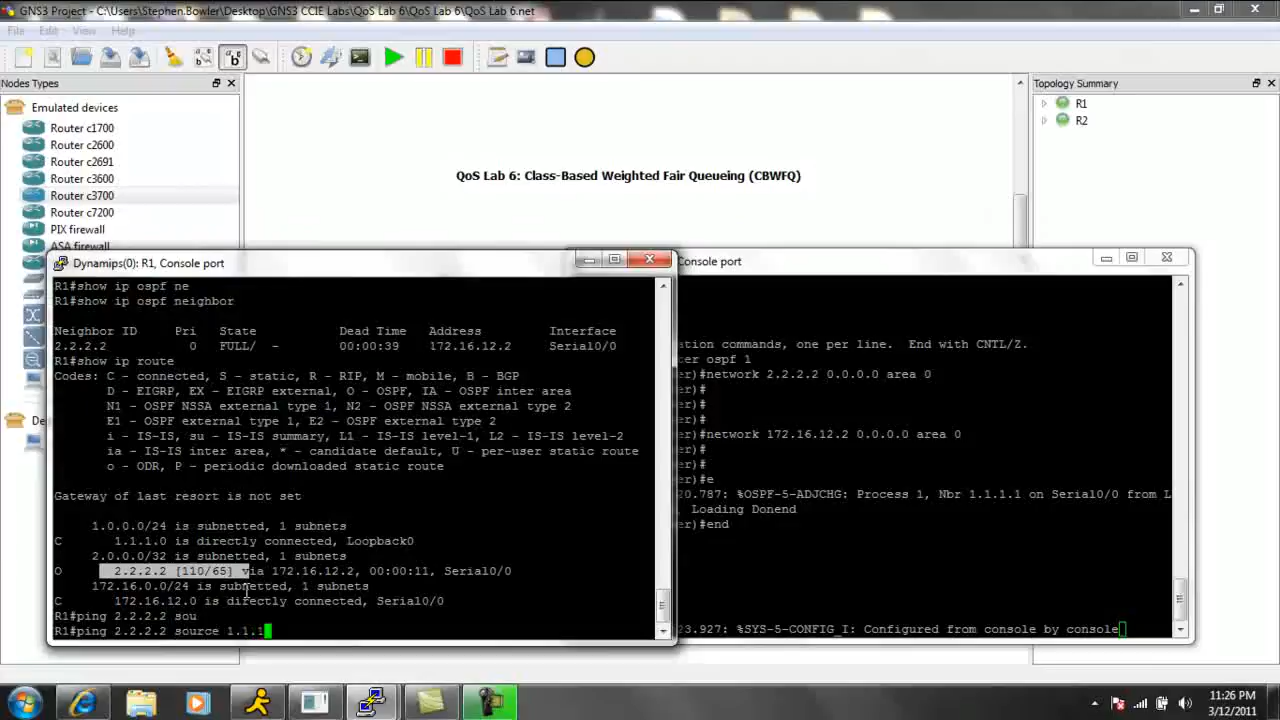 GNS3 Project - C:\Users\Stephen.Bowler\Desktop\GNS3 CCIE Labs\QoS Lab 6\QoS Lab 6\QoS Lab 6.net
File Edit View Help
Nodes Types
Topology Summary
Emulated devices
Router c1700
Router c2600
Router c2691
Router c3600
Router c3700
Router c7200
PIX firewall
ASA firewall
De
R1
R2
QoS Lab 6: Class-Based Weighted Fair Queueing (CBWFQ)
Dynamips(0): R1, Console port
R1#show ip ospf ne
R1#show ip ospf neighbor
Neighbor ID Pri State Dead Time Address Interface
2.2.2.2 0 FULL/ - 00:00:39 172.16.12.2 Serial0/0
R1#show ip route
Codes: C - connected, S - static, R - RIP, M - mobile, B - BGP
D - EIGRP, EX - EIGRP external, O - OSPF, IA - OSPF inter area
N1 - OSPF NSSA external type 1, N2 - OSPF NSSA external type 2
E1 - OSPF external type 1, E2 - OSPF external type 2
i - IS-IS, su - IS-IS summary, L1 - IS-IS level-1, L2 - IS-IS level-2
ia - IS-IS inter area, * - candidate default, U - per-user static route
o - ODR, P - periodic downloaded static route
Gateway of last resort is not set
1.0.0.0/24 is subnetted, 1 subnets
C 1.1.1.0 is directly connected, Loopback0
2.0.0.0/32 is subnetted, 1 subnets
O 2.2.2.2 [110/65] via 172.16.12.2, 00:00:11, Serial0/0
172.16.0.0/24 is subnetted, 1 subnets
C 172.16.12.0 is directly connected, Serial0/0
R1#ping 2.2.2.2 sou
R1#ping 2.2.2.2 source 1.1.1
Console port
ation commands, one per line. End with CNTL/Z.
ter ospf 1
er)#network 2.2.2.2 0.0.0.0 area 0
er)#
er)#
er)#
er)#network 172.16.12.2 0.0.0.0 area 0
er)#
er)#
er)#e
20.787: %OSPF-5-ADJCHG: Process 1, Nbr 1.1.1.1 on Serial0/0 from L
, Loading Donend
er)#end
23.927: %SYS-5-CONFIG_I: Configured from console by console
11:26 PM
3/12/2011